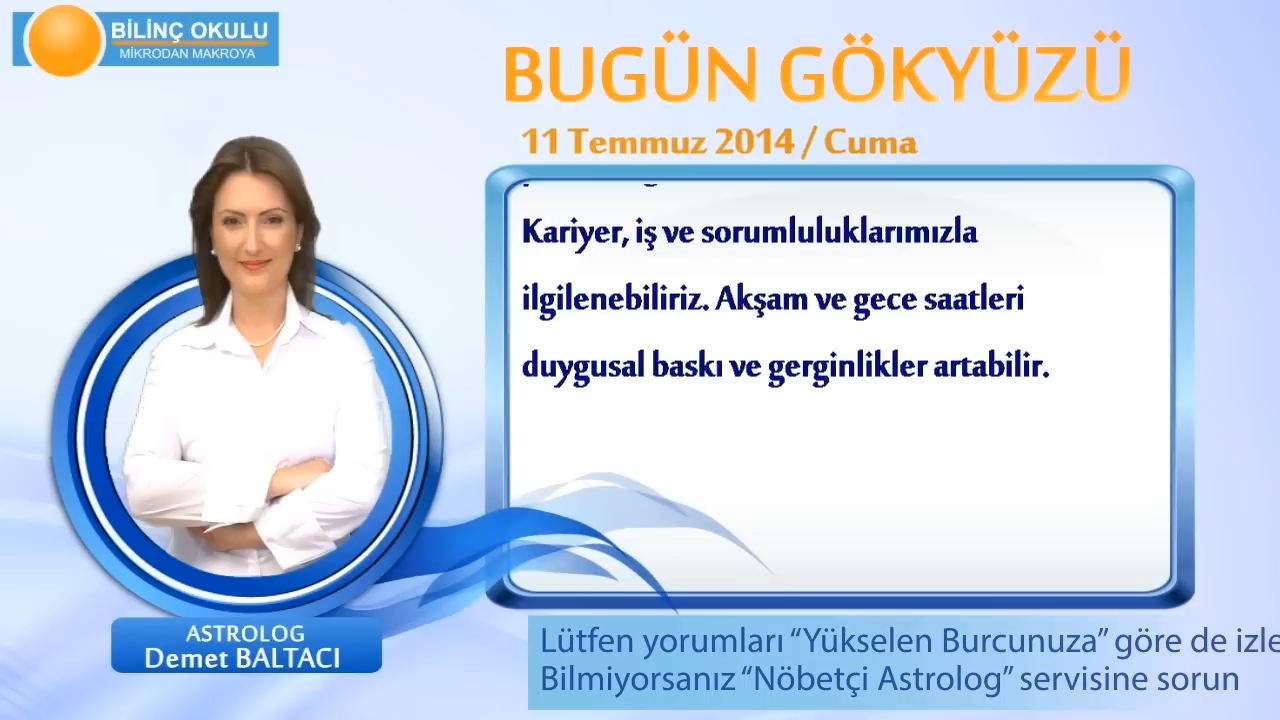 BİLİNÇ OKULU
MİKRODAN MAKROYA
BUGÜN GÖKYÜZÜ
11 Temmuz 2014 / Cuma
Kariyer, iş ve sorumluluklarımızla
ilgilenebiliriz. Akşam ve gece saatleri
duygusal baskı ve gerginlikler artabilir.
ASTROLOG
Demet BALTACI
Lütfen yorumları “Yükselen Burcunuza” göre de izle
Bilmiyorsanız “Nöbetçi Astrolog” servisine sorun